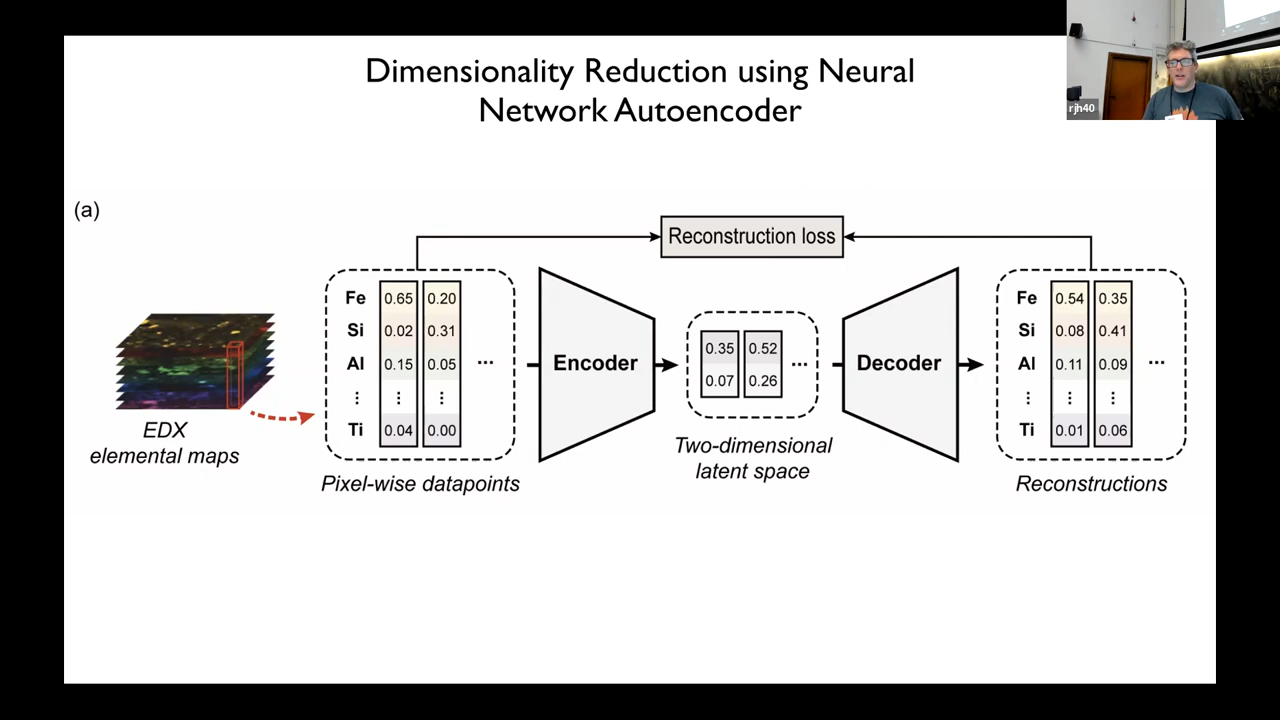 Dimensionality Reduction using Neural
Network Autoencoder
rjh40
(a)
Reconstruction loss
Fe 0.65 0.20
Si 0.02 0.31
Al 0.15 0.05 ...
⋮ ⋮ ⋮
Ti 0.04 0.00
Encoder
0.35 0.52
0.07 0.26 ...
Decoder
Fe 0.54 0.35
Si 0.08 0.41
Al 0.11 0.09 ...
⋮ ⋮ ⋮
Ti 0.01 0.06
EDX
elemental maps
Pixel-wise datapoints
Two-dimensional
latent space
Reconstructions